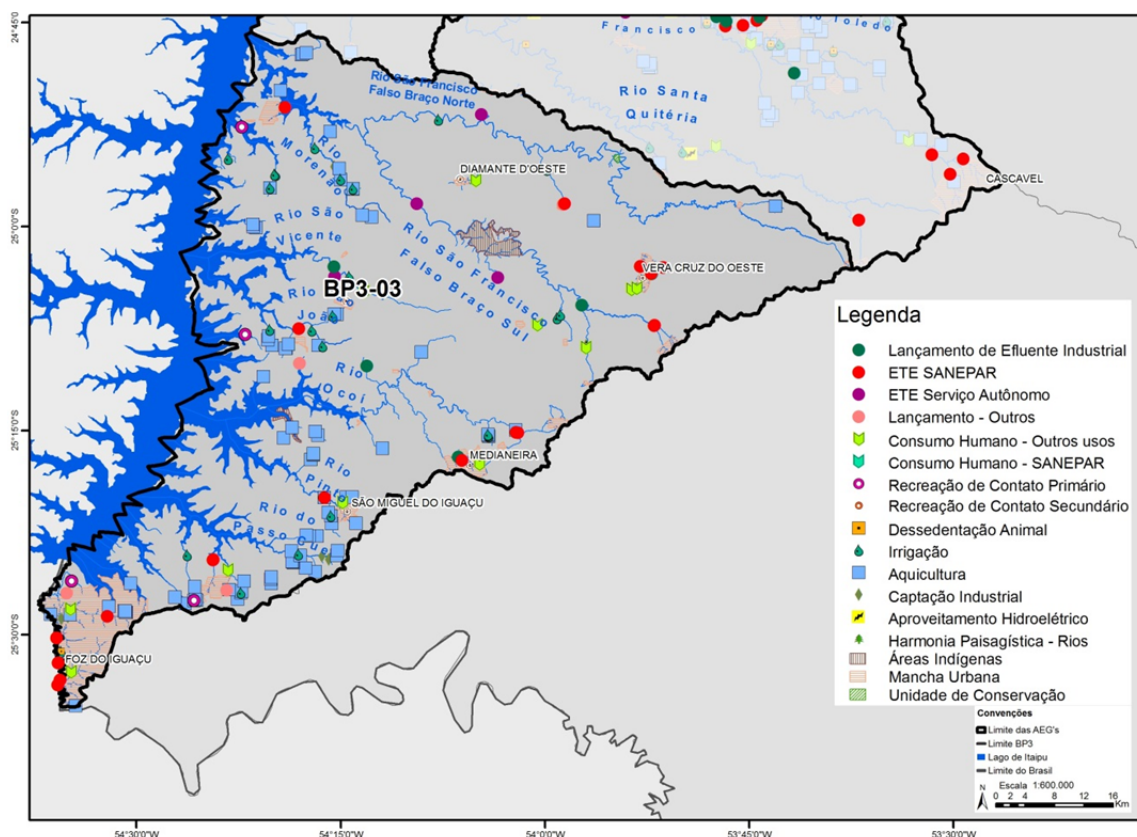 24°45'0
25°0'0"S
25°15'0"S
25°30'0"S
Francisco
Toledo
Rio São Francisco
Falso Braço Norte
Rio Santa
Quitéria
Rio
Morenão
DIAMANTE D'OESTE
CASCAVEL
Rio São
Vicente
Rio São Francisco
Falso Braço Sul
VERA CRUZ DO OESTE
BP3-03
Rio São
João
Rio
Ocoí
MEDIANEIRA
Rio
Pinto
SÃO MIGUEL DO IGUAÇU
Rio do
Passo Cuê
FOZ DO IGUAÇU
Legenda
Lançamento de Efluente Industrial
ETE SANEPAR
ETE Serviço Autônomo
Lançamento - Outros
Consumo Humano - Outros usos
Consumo Humano - SANEPAR
Recreação de Contato Primário
Recreação de Contato Secundário
Dessedentação Animal
Irrigação
Aquicultura
Captação Industrial
Aproveitamento Hidroelétrico
Harmonia Paisagística - Rios
Áreas Indígenas
Mancha Urbana
Unidade de Conservação
Convenções
Limite das AEG's
Limite BP3
Lago de Itaipu
Limite do Brasil
N
Escala 1:600.000
0 2 4 8 12 16
Km
54°30'0"W
54°15'0"W
54°0'0"W
53°45'0"W
53°30'0"W